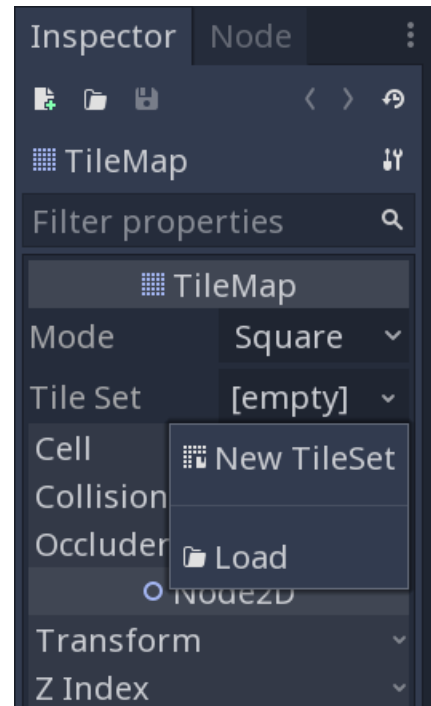 Inspector Node
TileMap
Filter properties
TileMap
Mode Square
Tile Set [empty]
Cell
New TileSet
Collision
Occluder
Load
Node2D
Transform
Z Index